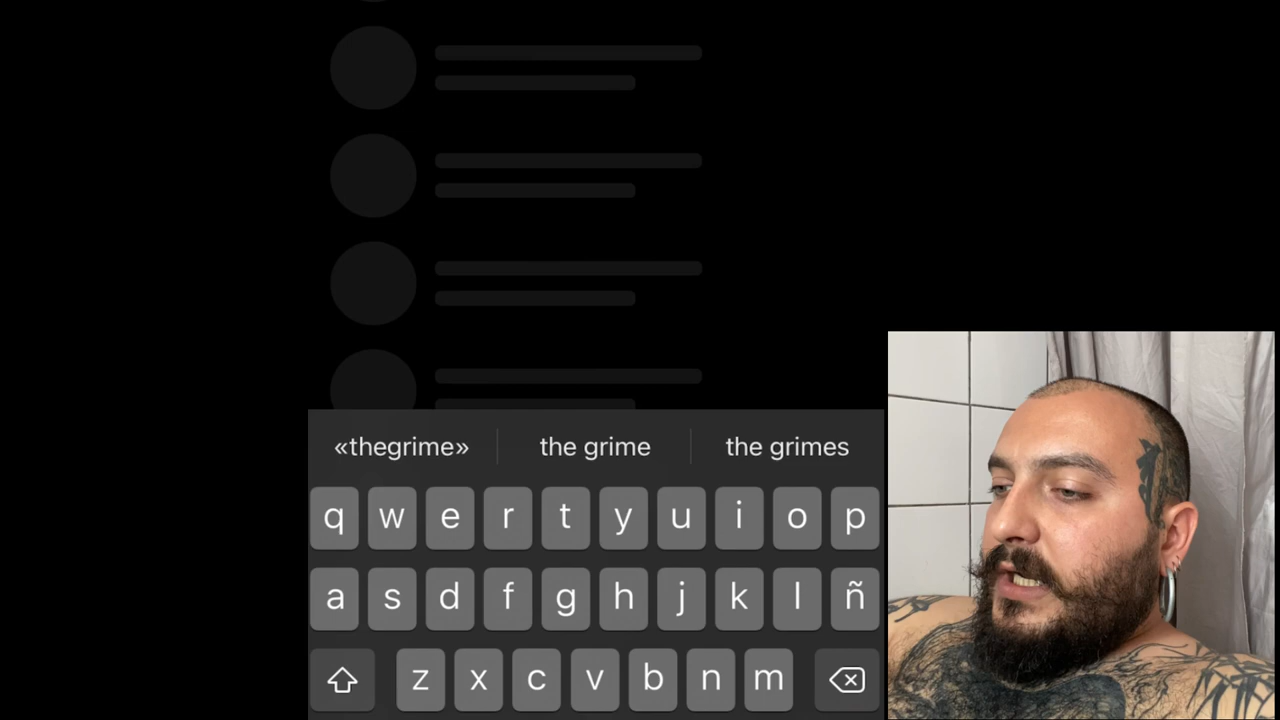 «thegrime» the grime the grimes
q w e r t y u i o p
a s d f g h j k l ñ
z x c v b n m